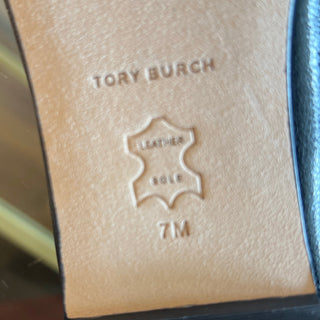 TORY BURCH
LEATHER
SOLE
7M